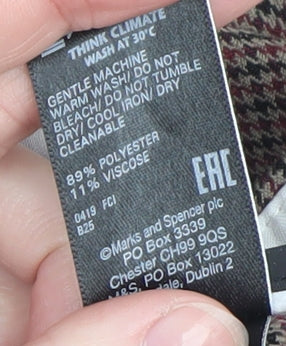 THINK CLIMATE
WASH AT 30°C
GENTLE MACHINE
WARM WASH/ DO NOT
BLEACH/ DO NOT TUMBLE
DRY/ COOL IRON/ DRY
CLEANABLE
89% POLYESTER
11% VISCOSE
EAC
0419 FCI
B25
©Marks and Spencer plc
PO Box 3339
Chester CH99 9QS
M&S, PO Box 13022
Dublin 2